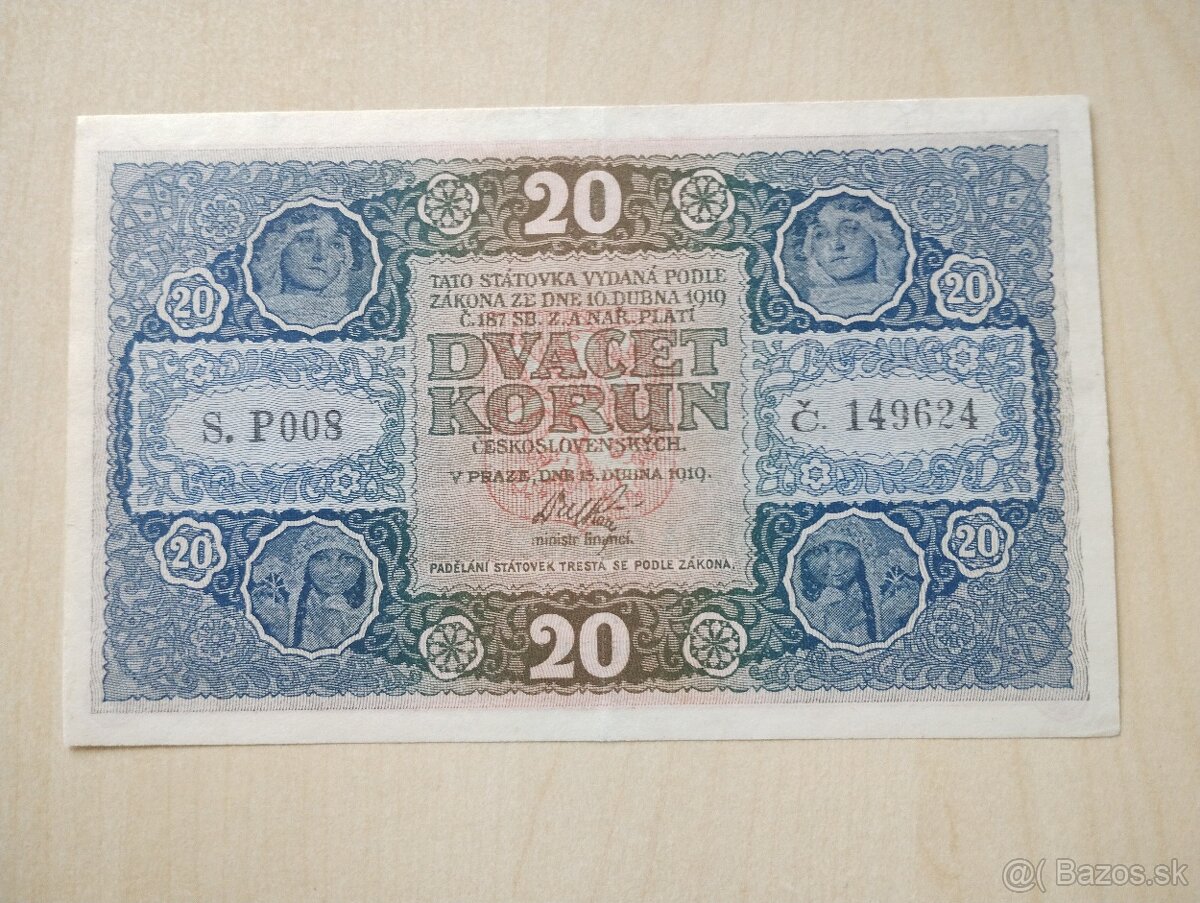 20
TATO STÁTOVKA VYDANÁ PODLE
ZÁKONA ZE DNE 10. DUBNA 1919
Č. 187 SB. Z. A NAŘ. PLATÍ
20
20
DVACET
KORUN
S. P008
Č. 149624
ČESKOSLOVENSKÝCH.
V PRAZE, DNE 15. DUBNA 1919.
ministr financí.
20
20
PADĚLÁNÍ STÁTOVEK TRESTÁ SE PODLE ZÁKONA.
20
@( Bazos.sk